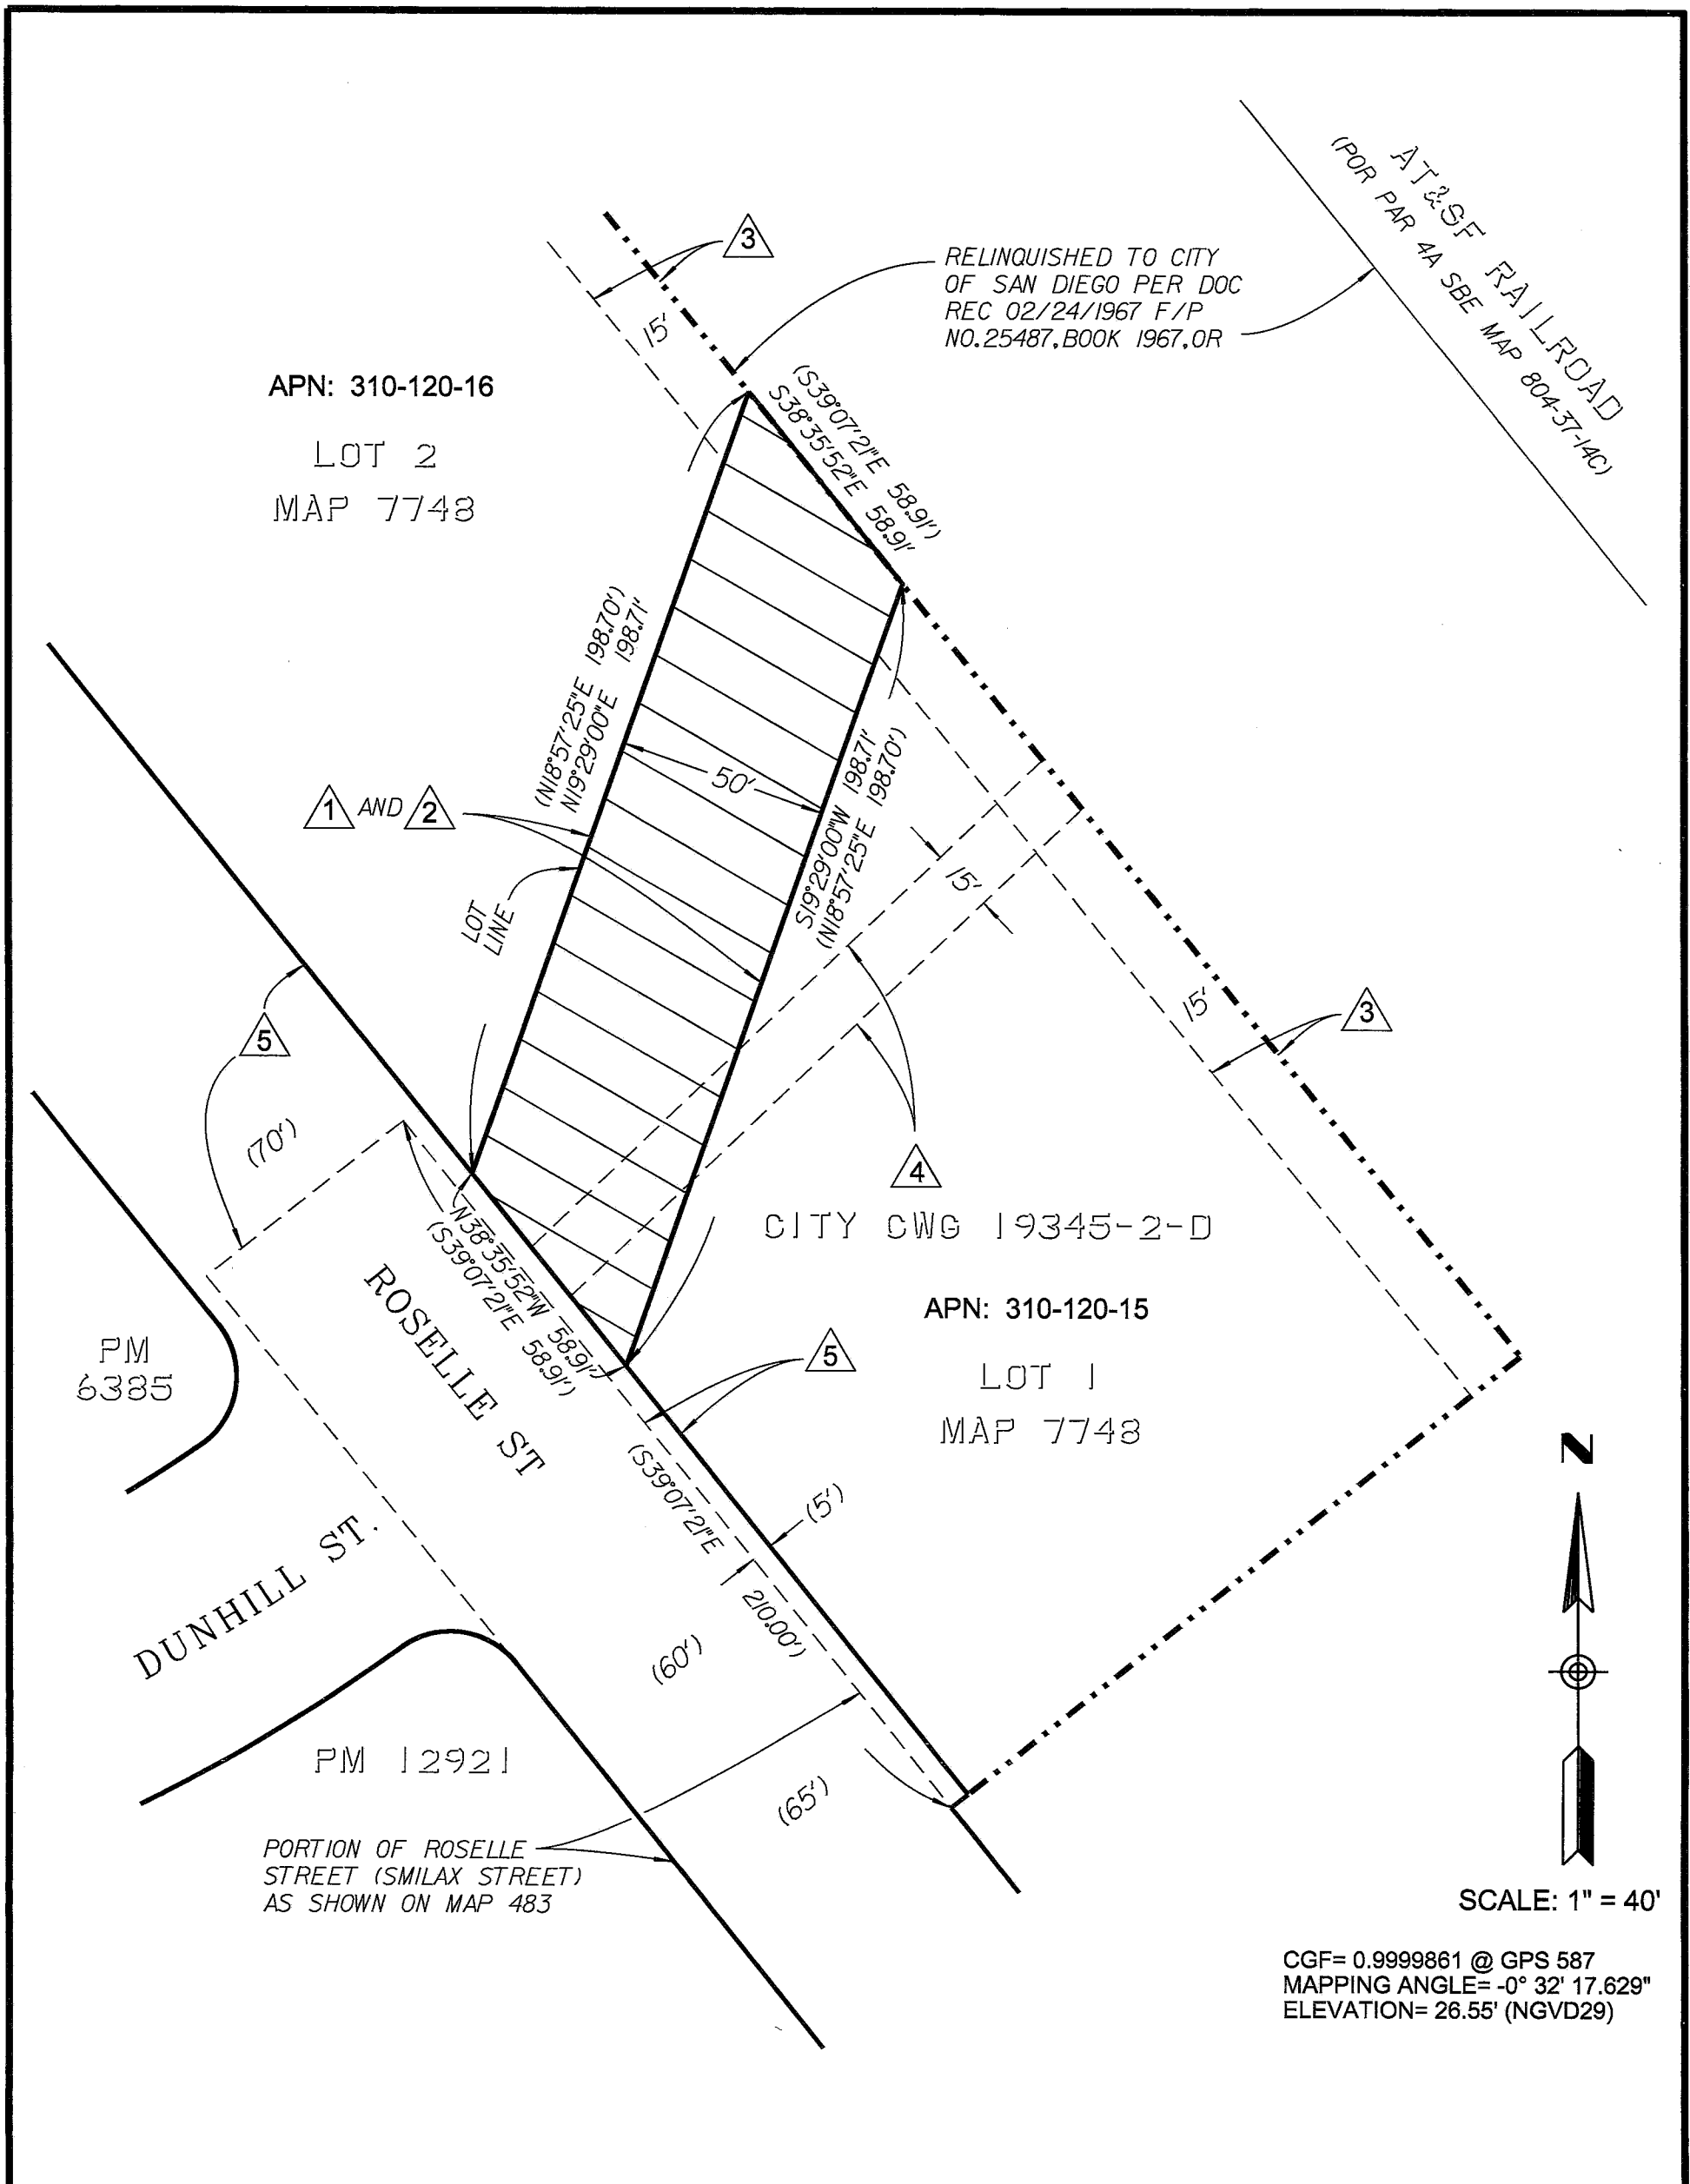 AT&SF RAILROAD
(POR PAR 4A SBE MAP 804-37-14C)
3
RELINQUISHED TO CITY
OF SAN DIEGO PER DOC
REC 02/24/1967 F/P
NO.25487,BOOK 1967,OR
15'
APN: 310-120-16
LOT 2
MAP 7748
(S39°07'21"E 58.91')
S38°35'52"E 58.91'
(N18°57'25"E 198.70')
N19°29'00"E 198.71'
50'
S19°29'00"W 198.71'
(N18°57'25"E 198.70')
1 AND 2
LOT
LINE
15'
15'
3
5
(70')
4
CITY CWG 19345-2-D
N38°35'52"W 58.91'
(S39°07'21"E 58.91')
APN: 310-120-15
LOT 1
MAP 7748
5
ROSELLE ST
PM
6385
(S39°07'21"E 210.00')
(5')
N
DUNHILL ST.
(60')
PM 12921
(65')
PORTION OF ROSELLE
STREET (SMILAX STREET)
AS SHOWN ON MAP 483
SCALE: 1" = 40'
CGF= 0.9999861 @ GPS 587
MAPPING ANGLE= -0° 32' 17.629"
ELEVATION= 26.55' (NGVD29)